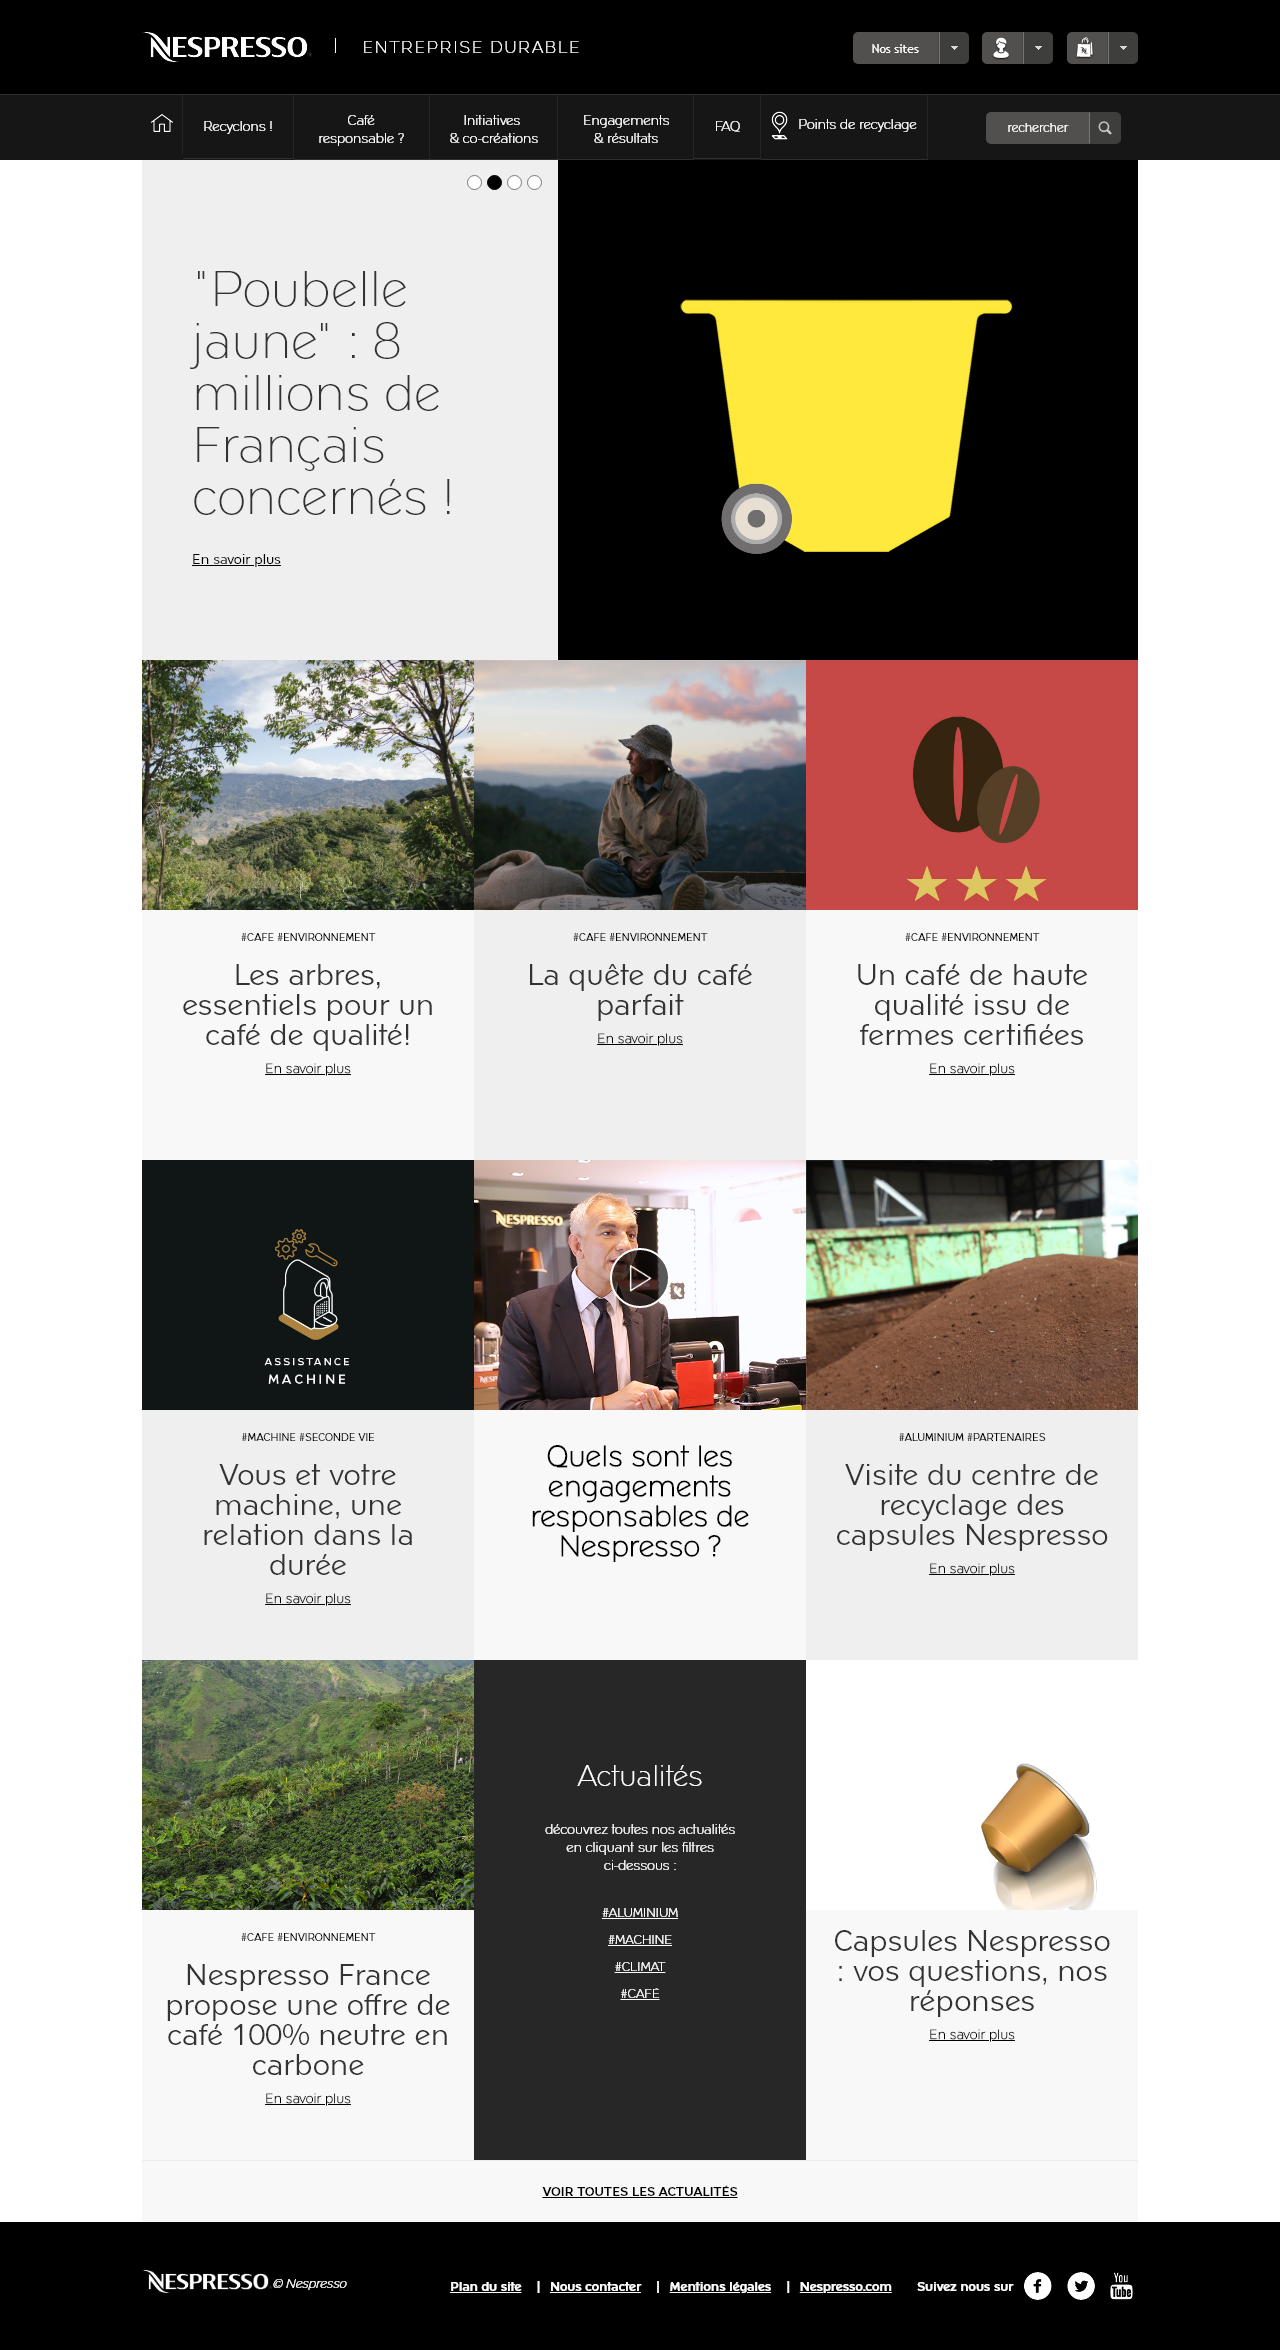 NESPRESSO | ENTREPRISE DURABLE
Nos sites
Recyclons !
Café
responsable ?
Initiatives
& co-créations
Engagements
& résultats
FAQ
Points de recyclage
rechercher
"Poubelle
jaune" : 8
millions de
Français
concernés !
En savoir plus
#CAFE #ENVIRONNEMENT
Les arbres,
essentiels pour un
café de qualité!
En savoir plus
#CAFE #ENVIRONNEMENT
La quête du café
parfait
En savoir plus
#CAFE #ENVIRONNEMENT
Un café de haute
qualité issu de
fermes certifiées
En savoir plus
ASSISTANCE
MACHINE
NESPRESSO
#MACHINE #SECONDE VIE
Vous et votre
machine, une
relation dans la
durée
En savoir plus
Quels sont les
engagements
responsables de
Nespresso ?
#ALUMINIUM #PARTENAIRES
Visite du centre de
recyclage des
capsules Nespresso
En savoir plus
#CAFE #ENVIRONNEMENT
Nespresso France
propose une offre de
café 100% neutre en
carbone
En savoir plus
Actualités
découvrez toutes nos actualités
en cliquant sur les filtres
ci-dessous :
#ALUMINIUM
#MACHINE
#CLIMAT
#CAFÉ
Capsules Nespresso
: vos questions, nos
réponses
En savoir plus
VOIR TOUTES LES ACTUALITÉS
NESPRESSO © Nespresso
Plan du site | Nous contacter | Mentions légales | Nespresso.com
Suivez nous sur
You
Tube